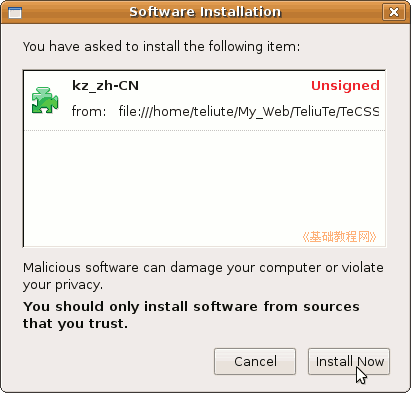 Software Installation
You have asked to install the following item:
kz_zh-CN Unsigned
from: file:///home/teliute/My_Web/TeliuTe/TeCSS
《基础教程网》
Malicious software can damage your computer or violate
your privacy.
You should only install software from sources
that you trust.
Cancel Install Now